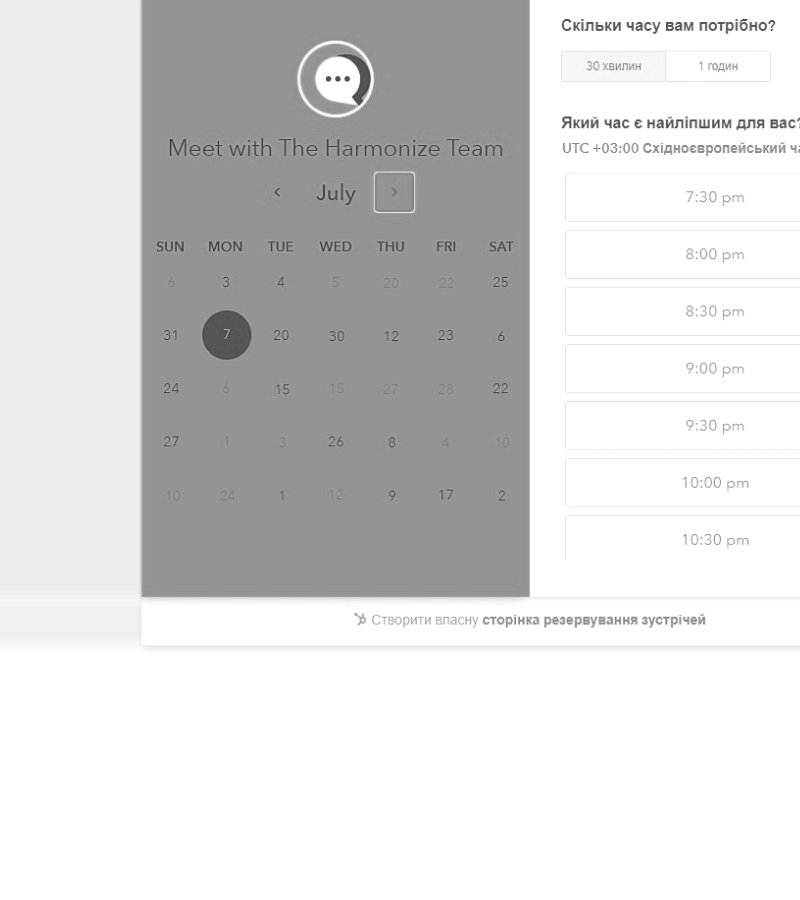 Meet with The Harmonize Team
July
SUN MON TUE WED THU FRI SAT
6 3 4 5 20 22 25
31 7 20 30 12 23 6
24 6 15 15 27 28 22
27 1 3 26 8 4 10
10 24 1 12 9 17 2
Скільки часу вам потрібно?
30 хвилин 1 годин
Який час є найліпшим для вас?
UTC +03:00 Східноєвропейський
7:30 pm
8:00 pm
8:30 pm
9:00 pm
9:30 pm
10:00 pm
10:30 pm
Створити власну сторінка резервування зустрічей